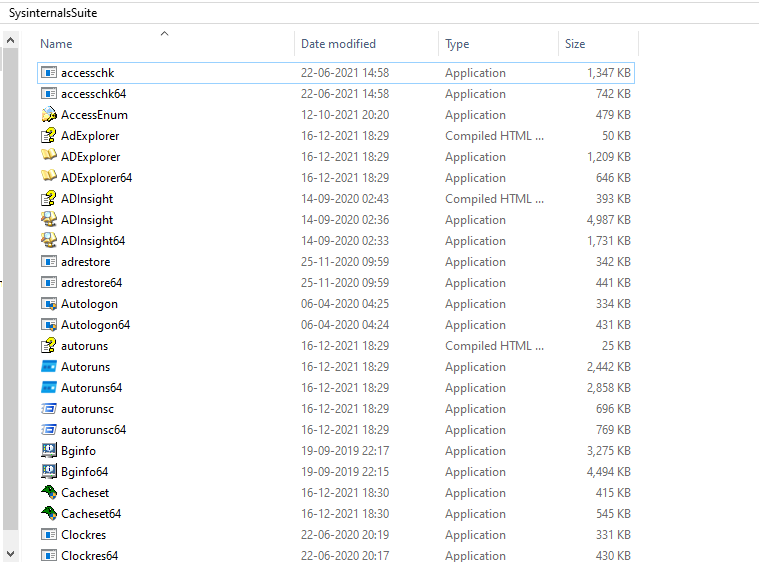 SysinternalsSuite
Name Date modified Type Size
accesschk 22-06-2021 14:58 Application 1,347 KB
accesschk64 22-06-2021 14:58 Application 742 KB
AccessEnum 12-10-2021 20:20 Application 479 KB
AdExplorer 16-12-2021 18:29 Compiled HTML ... 50 KB
ADExplorer 16-12-2021 18:29 Application 1,209 KB
ADExplorer64 16-12-2021 18:29 Application 646 KB
ADInsight 14-09-2020 02:43 Compiled HTML ... 393 KB
ADInsight 14-09-2020 02:36 Application 4,987 KB
ADInsight64 14-09-2020 02:33 Application 1,731 KB
adrestore 25-11-2020 09:59 Application 342 KB
adrestore64 25-11-2020 09:59 Application 441 KB
Autologon 06-04-2020 04:25 Application 334 KB
Autologon64 06-04-2020 04:24 Application 431 KB
autoruns 16-12-2021 18:29 Compiled HTML ... 25 KB
Autoruns 16-12-2021 18:29 Application 2,442 KB
Autoruns64 16-12-2021 18:29 Application 2,858 KB
autorunsc 16-12-2021 18:29 Application 696 KB
autorunsc64 16-12-2021 18:29 Application 769 KB
Bginfo 19-09-2019 22:17 Application 3,275 KB
Bginfo64 19-09-2019 22:15 Application 4,494 KB
Cacheset 16-12-2021 18:30 Application 415 KB
Cacheset64 16-12-2021 18:30 Application 545 KB
Clockres 22-06-2020 20:19 Application 331 KB
Clockres64 22-06-2020 20:17 Application 430 KB